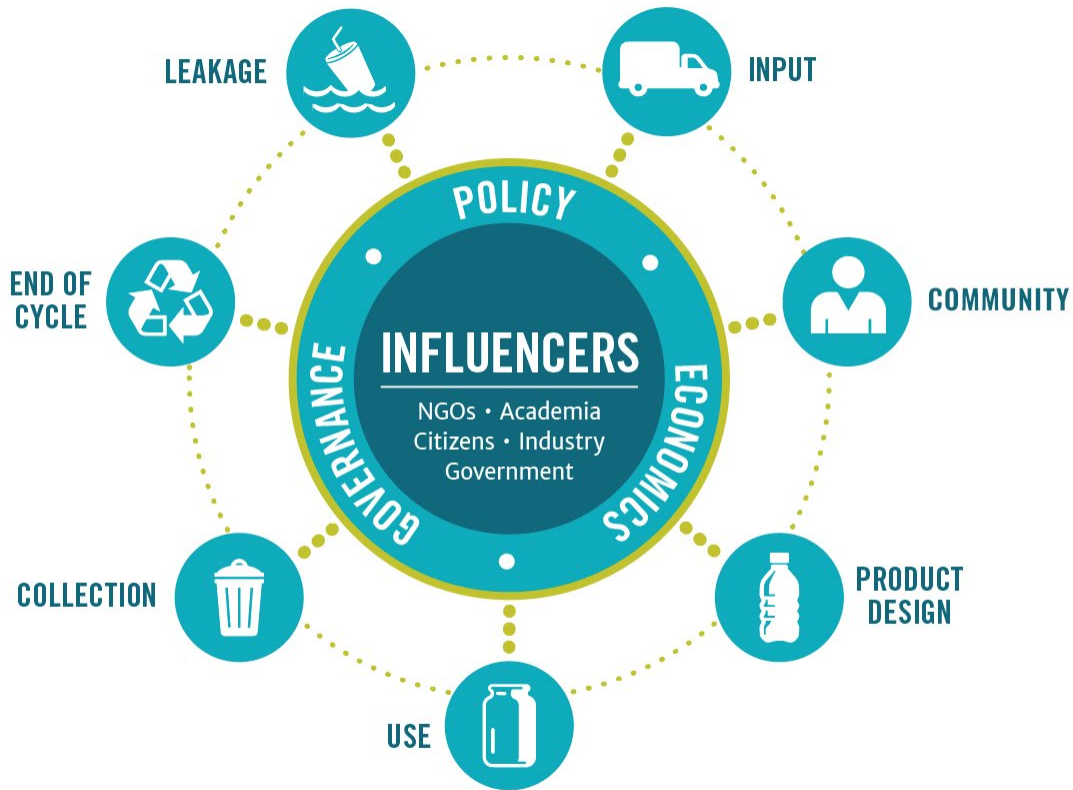 LEAKAGE
INPUT
POLICY
END OF
CYCLE
COMMUNITY
INFLUENCERS
NGOs • Academia
Citizens • Industry
Government
GOVERNANCE
ECONOMICS
COLLECTION
PRODUCT
DESIGN
USE